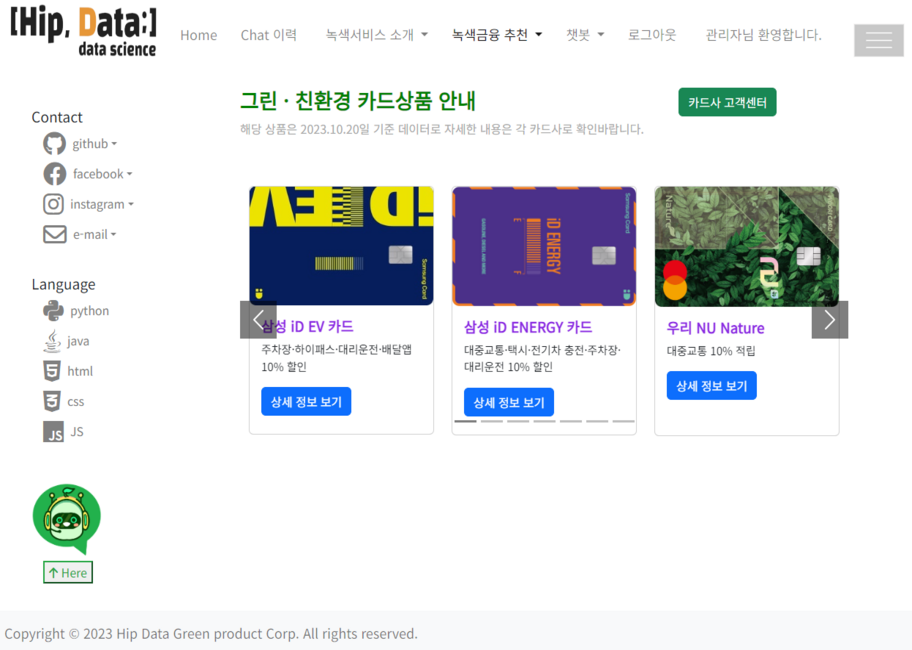 [Hip, Data:]
data science
Home
Chat 이력
녹색서비스 소개
녹색금융 추천
챗봇
로그아웃
관리자님 환영합니다.
그린 · 친환경 카드상품 안내
카드사 고객센터
해당 상품은 2023.10.20일 기준 데이터로 자세한 내용은 각 카드사로 확인바랍니다.
Contact
github
facebook
instagram
e-mail
Language
python
java
html
css
JS
JS
iD EV
Samsung Card
삼성 iD EV 카드
주차장·하이패스·대리운전·배달앱
10% 할인
상세 정보 보기
iD ENERGY
E
F
Samsung Card
삼성 iD ENERGY 카드
대중교통·택시·전기차 충전·주차장·
대리운전 10% 할인
상세 정보 보기
Nature
nu
우리 NU Nature
대중교통 10% 적립
상세 정보 보기
↑ Here
Copyright © 2023 Hip Data Green product Corp. All rights reserved.